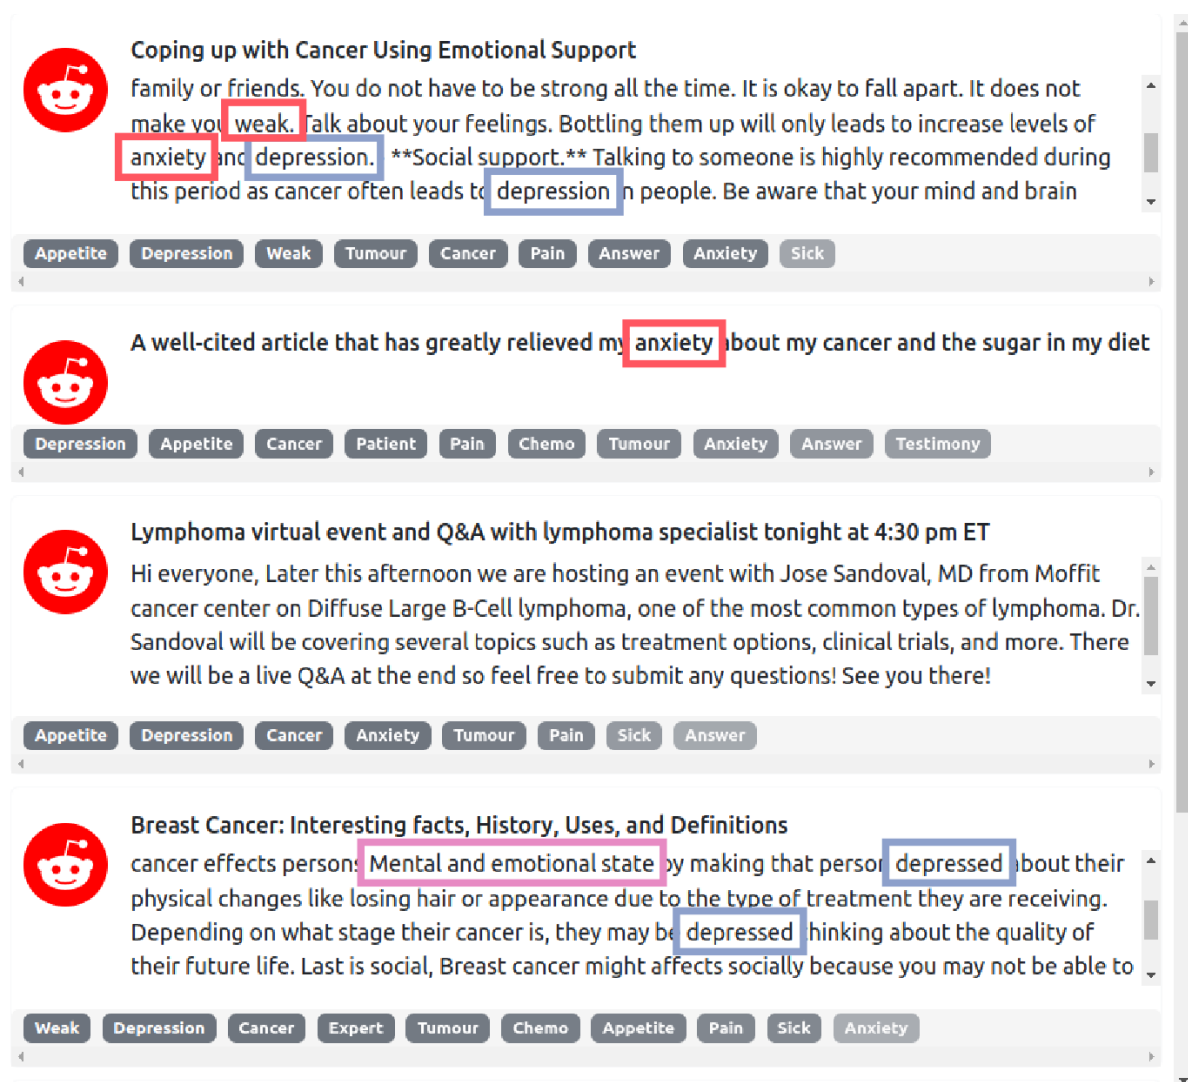 Coping up with Cancer Using Emotional Support
family or friends. You do not have to be strong all the time. It is okay to fall apart. It does not
make you weak. Talk about your feelings. Bottling them up will only leads to increase levels of
anxiety and depression. **Social support.** Talking to someone is highly recommended during
this period as cancer often leads to depression in people. Be aware that your mind and brain
Appetite Depression Weak Tumour Cancer Pain Answer Anxiety Sick
A well-cited article that has greatly relieved my anxiety about my cancer and the sugar in my diet
Depression Appetite Cancer Patient Pain Chemo Tumour Anxiety Answer Testimony
Lymphoma virtual event and Q&A with lymphoma specialist tonight at 4:30 pm ET
Hi everyone, Later this afternoon we are hosting an event with Jose Sandoval, MD from Moffit
cancer center on Diffuse Large B-Cell lymphoma, one of the most common types of lymphoma. Dr.
Sandoval will be covering several topics such as treatment options, clinical trials, and more. There
we will be a live Q&A at the end so feel free to submit any questions! See you there!
Appetite Depression Cancer Anxiety Tumour Pain Sick Answer
Breast Cancer: Interesting facts, History, Uses, and Definitions
cancer effects persons Mental and emotional state by making that person depressed about their
physical changes like losing hair or appearance due to the type of treatment they are receiving.
Depending on what stage their cancer is, they may be depressed thinking about the quality of
their future life. Last is social, Breast cancer might affects socially because you may not be able to
Weak Depression Cancer Expert Tumour Chemo Appetite Pain Sick Anxiety